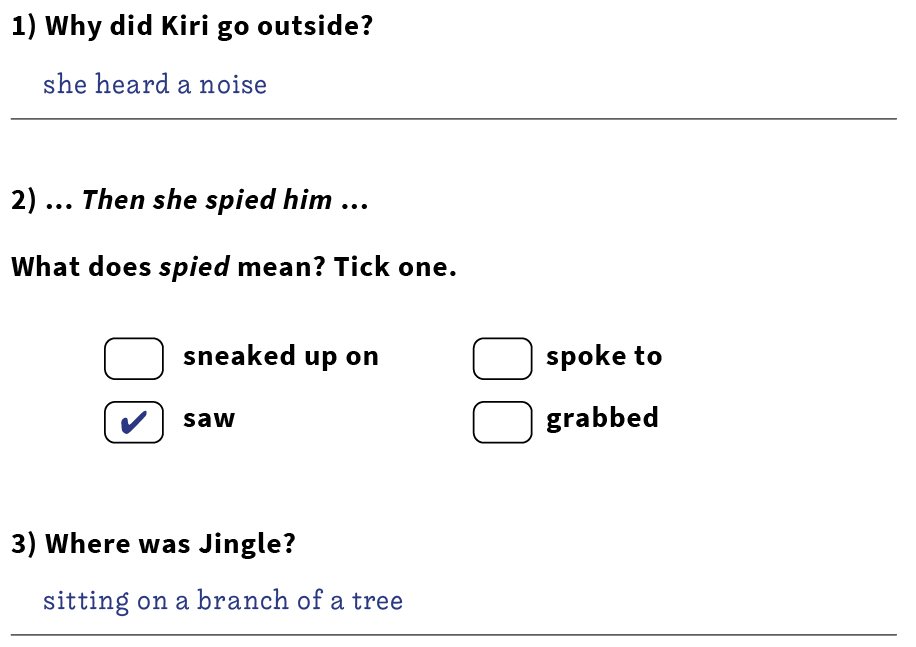 1) Why did Kiri go outside?
she heard a noise
2) ... Then she spied him ...
What does spied mean? Tick one.
sneaked up on
spoke to
✔ saw
grabbed
3) Where was Jingle?
sitting on a branch of a tree